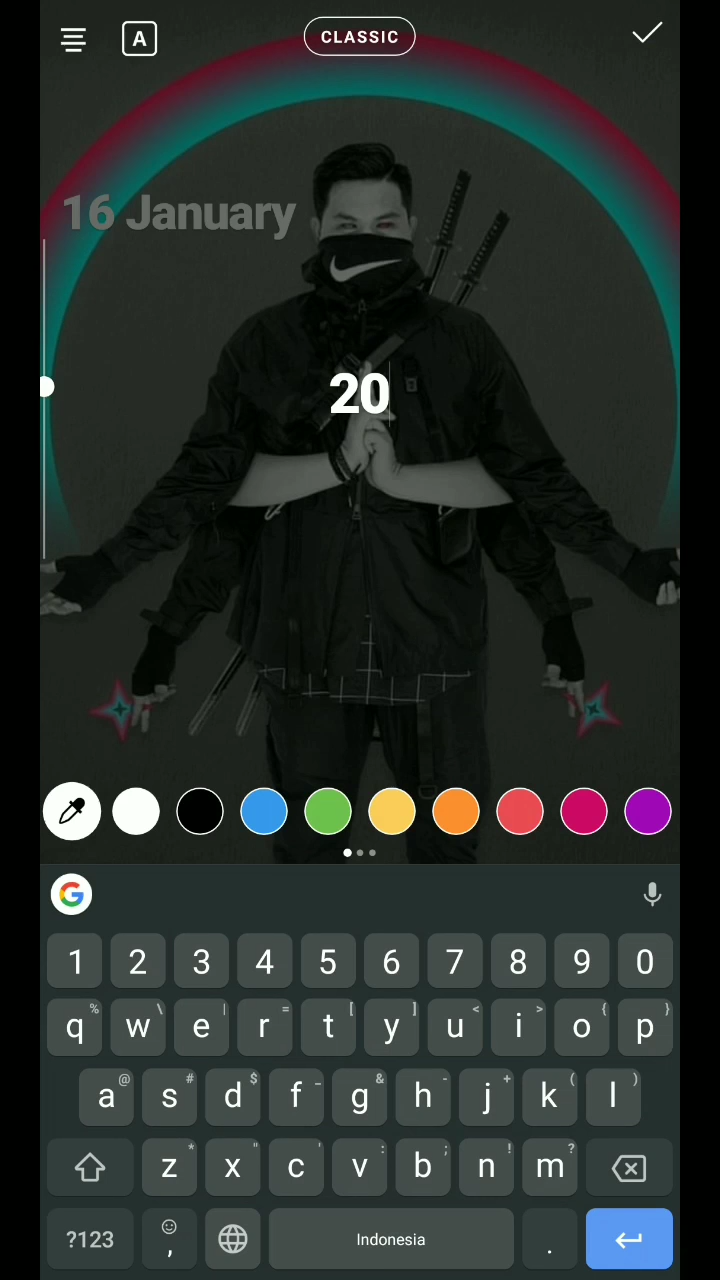 A
CLASSIC
16 January
20
G
1 2 3 4 5 6 7 8 9 0
% \ | = [ ] < > { }
q w e r t y u i o p
@ # $ _ & - + ( )
a s d f g h j k l
* " ' : ; ! ?
z x c v b n m
?123 , Indonesia .